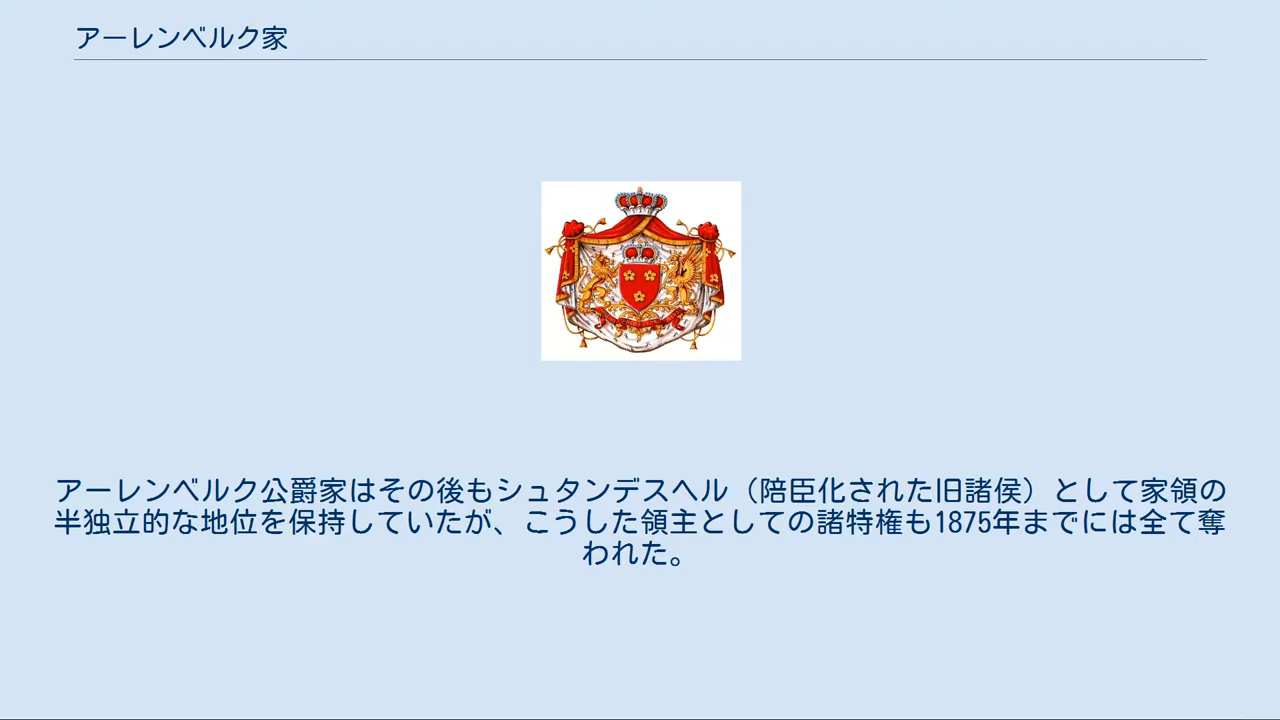 アーレンベルク家
アーレンベルク公爵家はその後もシュタンデスヘル（陪臣化された旧諸侯）として家領の
半独立的な地位を保持していたが、こうした領主としての諸特権も1875年までには全て奪
われた。